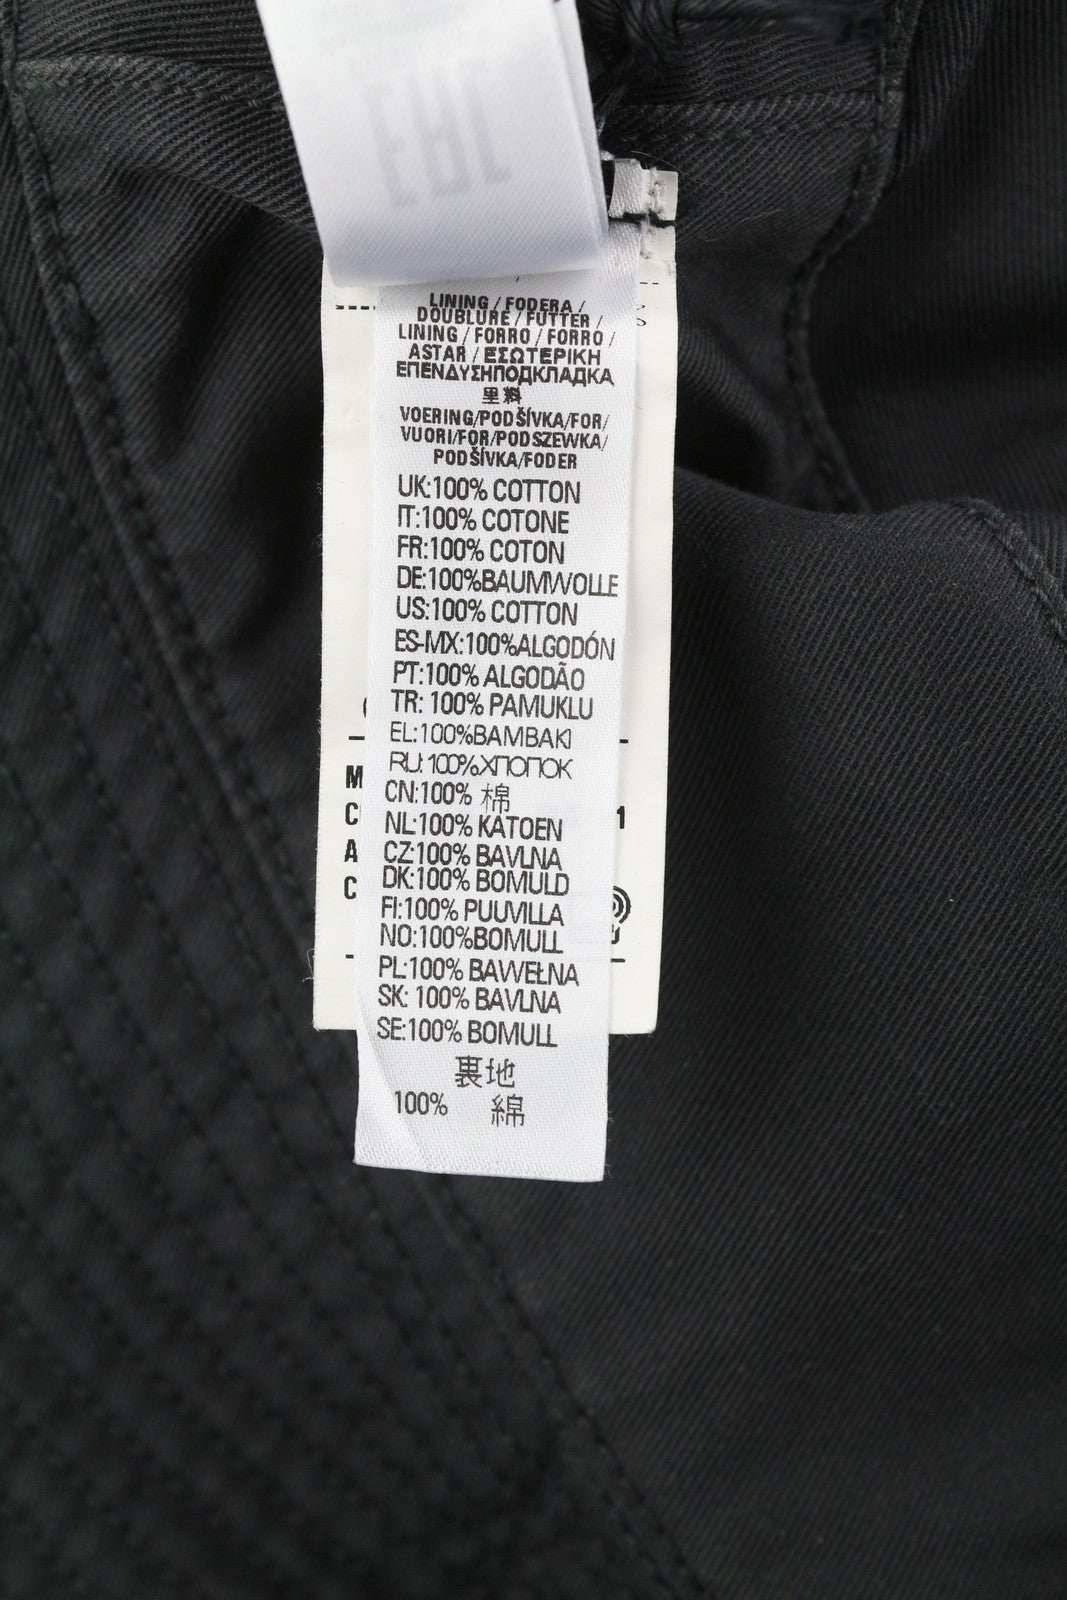 EAC
LINING / FODERA /
DOUBLURE / FUTTER /
LINING / FORRO / FORRO /
ASTAR / ΕΣΩΤΕΡΙΚΗ
ΕΠΕΝΔΥΣΗПОДКЛАДКА
里料
VOERING/PODŠÍVKA/FOR/
VUORI/FOR/PODSZEWKA/
PODŠÍVKA/FODER
UK:100% COTTON
IT:100% COTONE
FR:100% COTON
DE:100%BAUMWOLLE
US:100% COTTON
ES-MX:100%ALGODÓN
PT:100% ALGODÃO
TR: 100% PAMUKLU
EL:100%BAMBAKI
RU:100%ХПОПОК
CN:100% 棉
NL:100% KATOEN
CZ:100% BAVLNA
DK:100% BOMULD
FI:100% PUUVILLA
NO:100%BOMULL
PL:100% BAWEŁNA
SK: 100% BAVLNA
SE:100% BOMULL
裏地
100% 綿
M
C 1
A
C